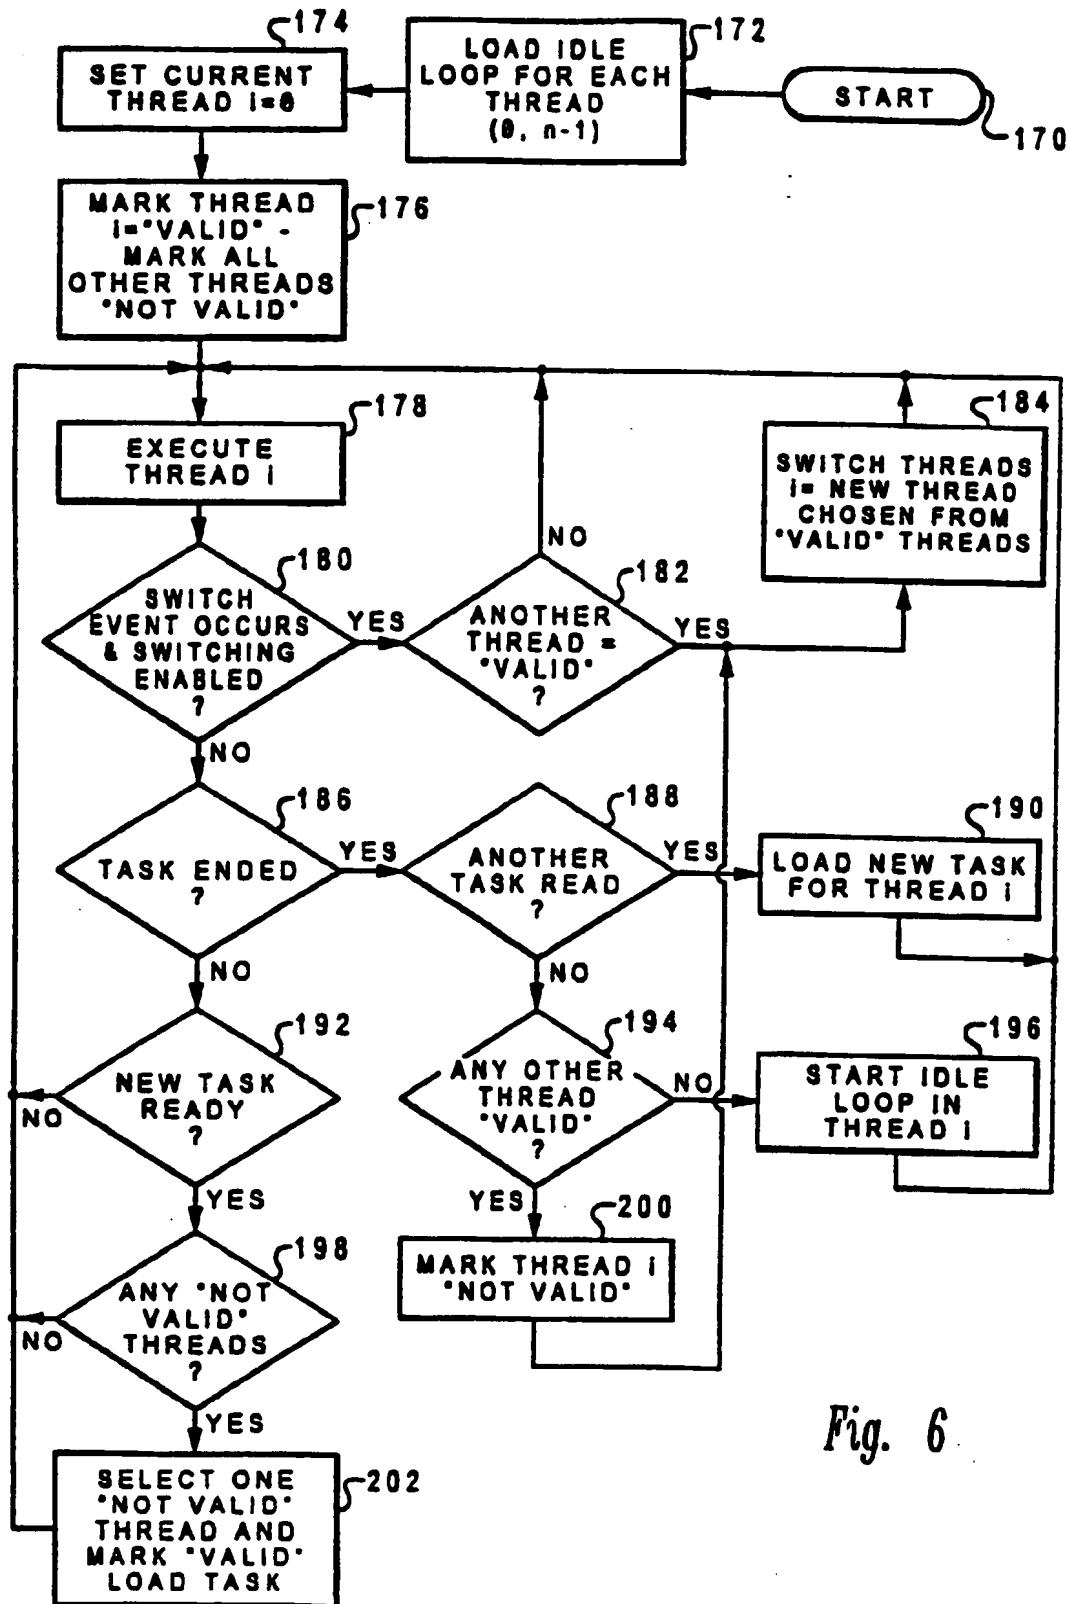 START
170
LOAD IDLE
LOOP FOR EACH
THREAD
(0, n-1)
172
SET CURRENT
THREAD i=0
174
MARK THREAD
i="VALID" -
MARK ALL
OTHER THREADS
"NOT VALID"
176
EXECUTE
THREAD i
178
SWITCH
EVENT OCCURS
& SWITCHING
ENABLED
?
180
YES
NO
ANOTHER
THREAD =
"VALID"
?
182
NO
YES
SWITCH THREADS
i= NEW THREAD
CHOSEN FROM
"VALID" THREADS
184
TASK ENDED
?
186
YES
NO
ANOTHER
TASK READ
?
188
YES
NO
LOAD NEW TASK
FOR THREAD i
190
NEW TASK
READY
?
192
NO
YES
ANY OTHER
THREAD
"VALID"
?
194
NO
YES
START IDLE
LOOP IN
THREAD i
196
ANY "NOT
VALID"
THREADS
?
198
NO
YES
MARK THREAD i
"NOT VALID"
200
SELECT ONE
"NOT VALID"
THREAD AND
MARK "VALID"
LOAD TASK
202
Fig. 6